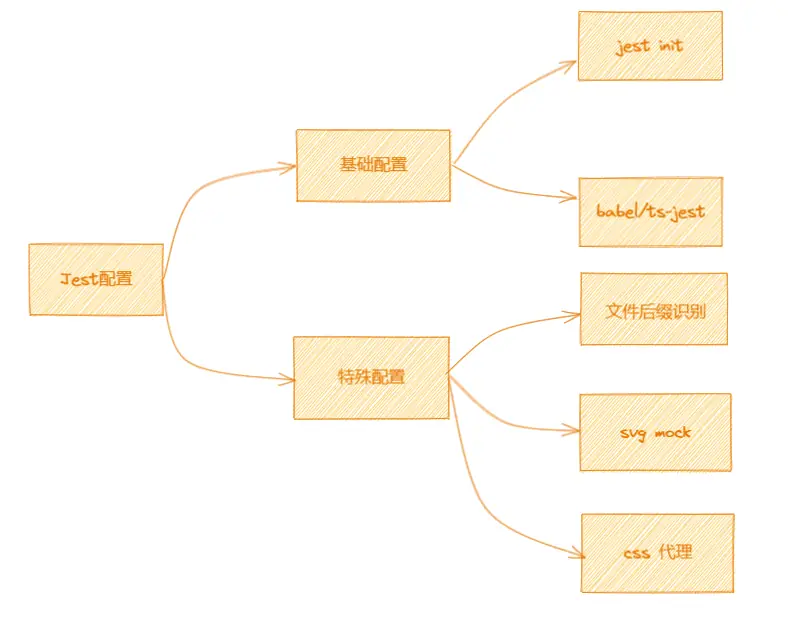 Jest配置
基础配置
jest init
babel/ts-jest
特殊配置
文件后缀识别
svg mock
css 代理